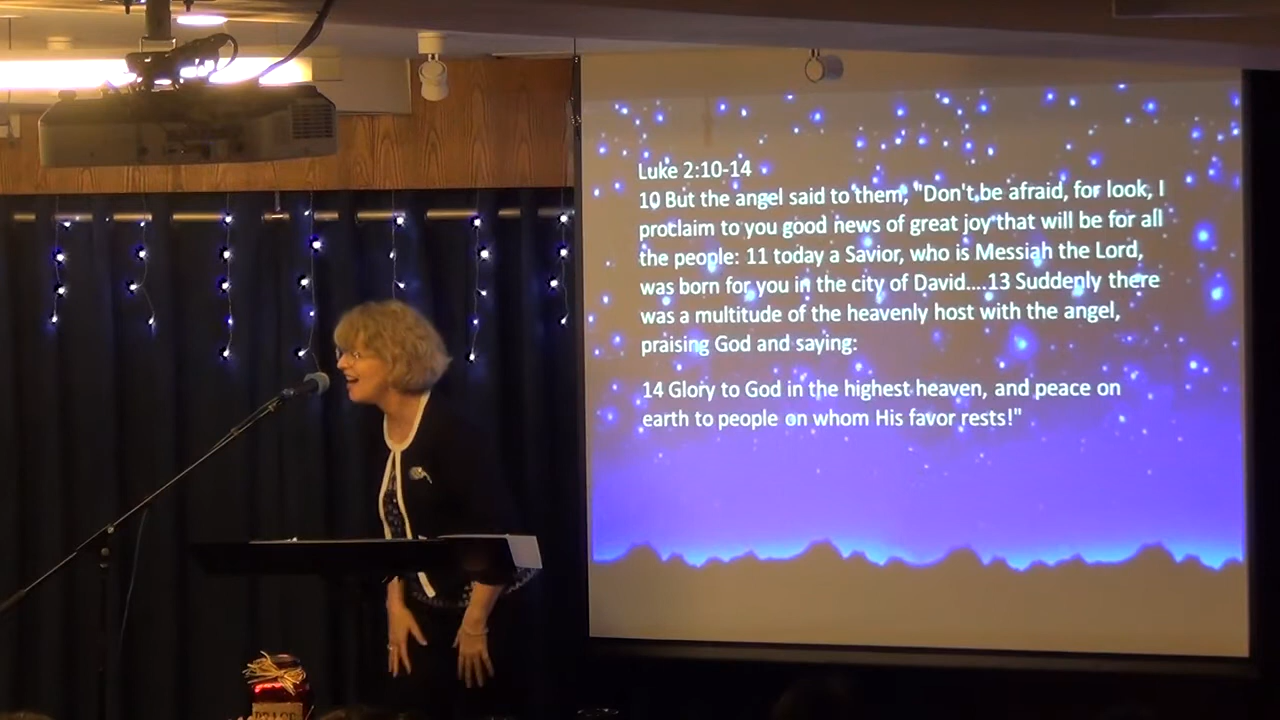 Luke 2:10-14
10 But the angel said to them, "Don't be afraid, for look, I
proclaim to you good news of great joy that will be for all
the people: 11 today a Savior, who is Messiah the Lord,
was born for you in the city of David....13 Suddenly there
was a multitude of the heavenly host with the angel,
praising God and saying:
14 Glory to God in the highest heaven, and peace on
earth to people on whom His favor rests!"
PEACE